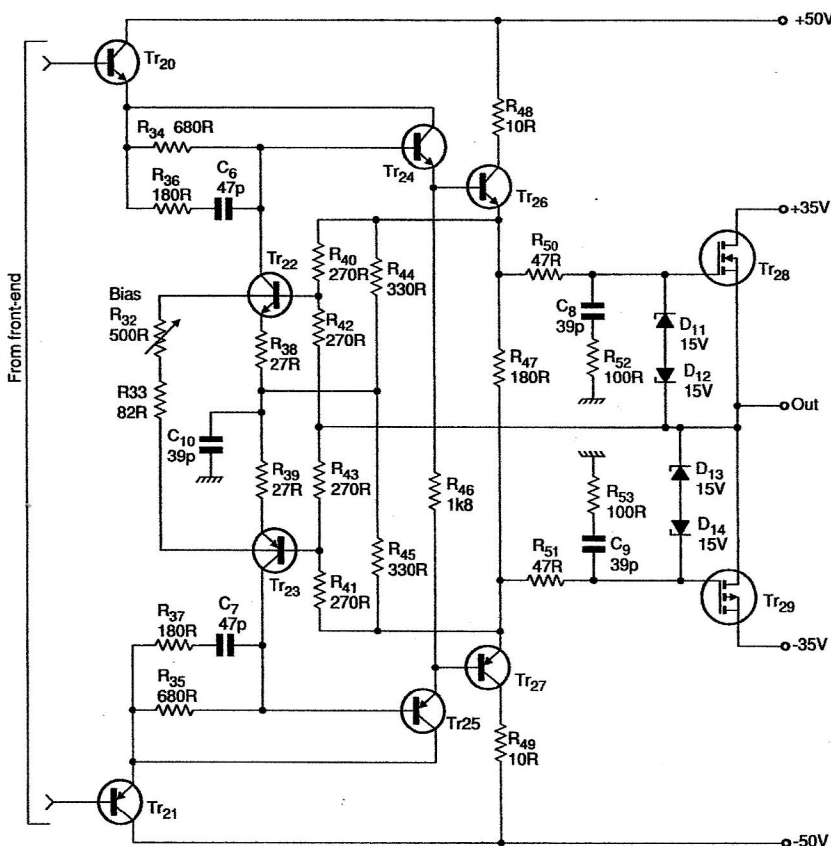 +50V
Tr20
R48
10R
R34 680R
C6
47p
R36
180R
Tr24
Tr26
+35V
R50
47R
Tr28
Tr22
R40
270R
R44
330R
Bias
R32
500R
C8
39p
D11
15V
R42
270R
R38
27R
R47
180R
R52
100R
D12
15V
R33
82R
From front-end
Out
C10
39p
R39
27R
R43
270R
R46
1k8
D13
15V
R53
100R
D14
15V
R45
330R
R51
47R
C9
39p
Tr23
R41
270R
Tr29
C7
47p
R37
180R
-35V
R35
680R
Tr27
Tr25
R49
10R
Tr21
-50V